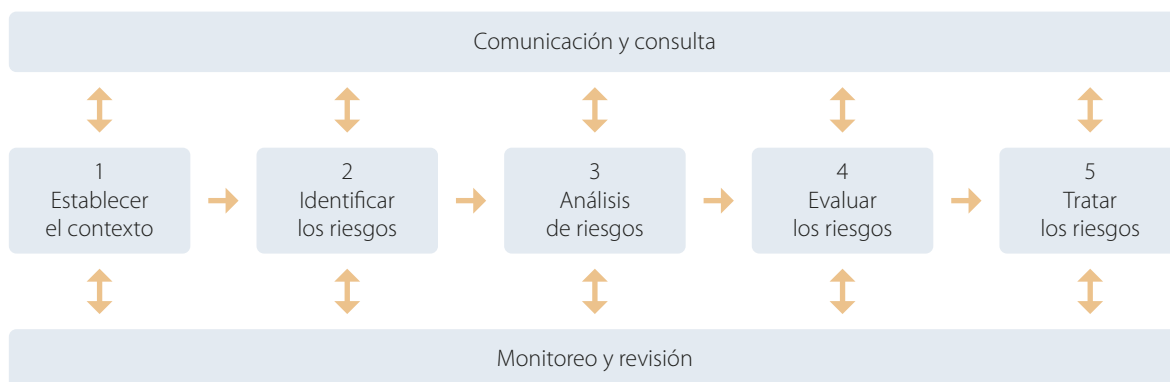 Comunicación y consulta
1
Establecer
el contexto
2
Identificar
los riesgos
3
Análisis
de riesgos
4
Evaluar
los riesgos
5
Tratar
los riesgos
Monitoreo y revisión